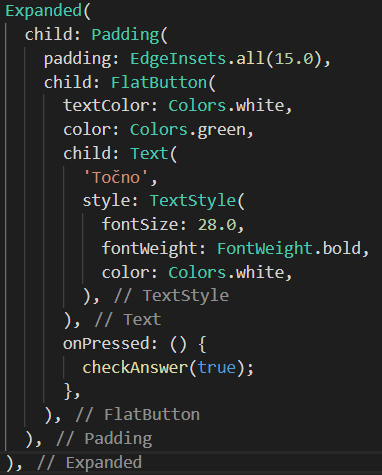 Expanded(
  child: Padding(
    padding: EdgeInsets.all(15.0),
    child: FlatButton(
      textColor: Colors.white,
      color: Colors.green,
      child: Text(
        'Točno',
        style: TextStyle(
          fontSize: 28.0,
          fontWeight: FontWeight.bold,
          color: Colors.white,
        ), // TextStyle
      ), // Text
      onPressed: () {
        checkAnswer(true);
      },
    ), // FlatButton
  ), // Padding
), // Expanded